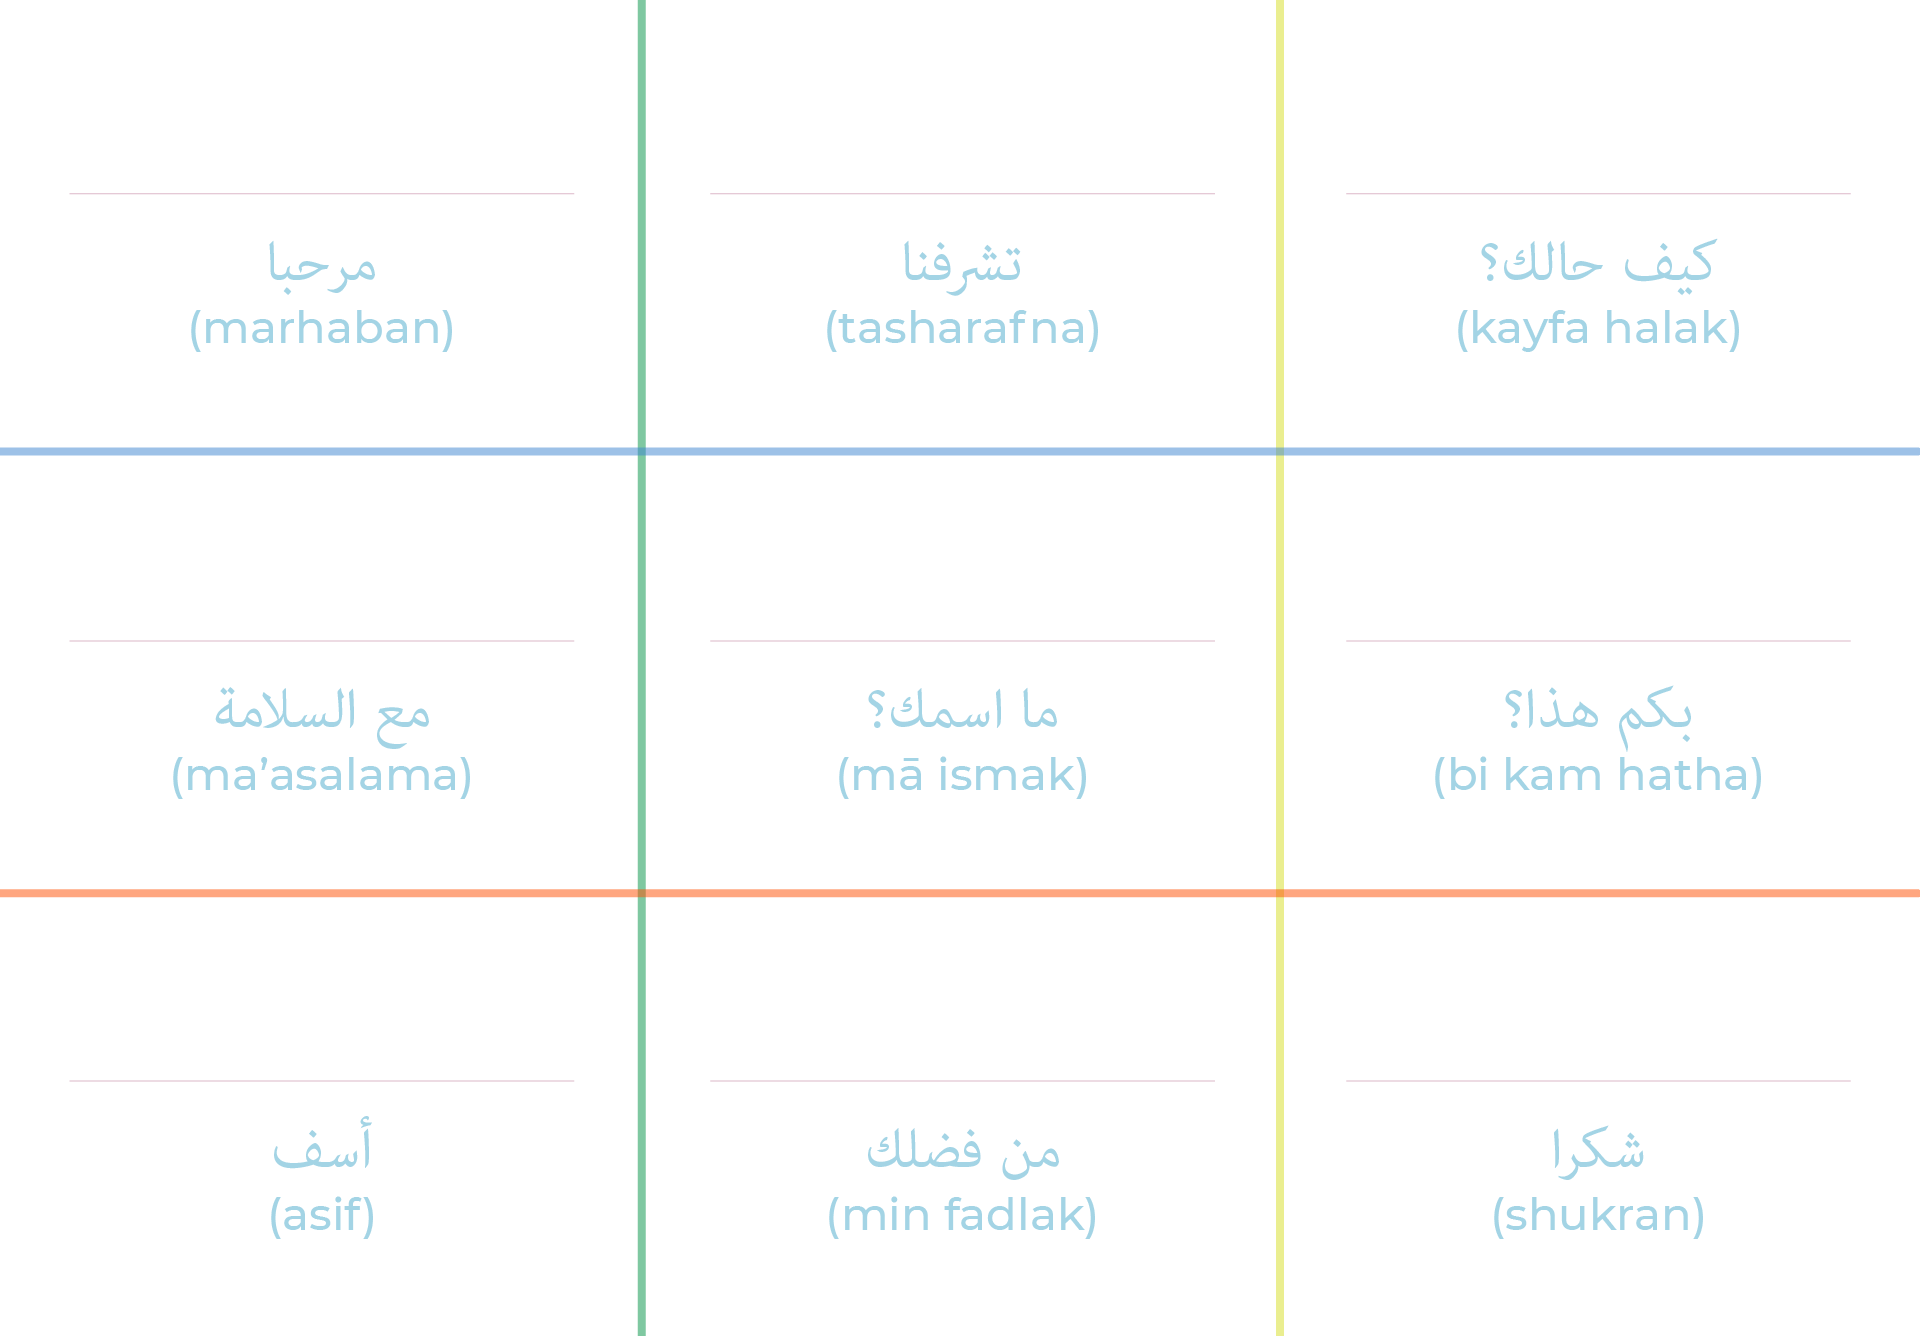 مرحبا
(marhaban)
تشرفنا
(tasharafna)
كيف حالك؟
(kayfa halak)
مع السلامة
(ma’asalama)
ما اسمك؟
(mā ismak)
بكم هذا؟
(bi kam hatha)
أسف
(asif)
من فضلك
(min fadlak)
شكرا
(shukran)